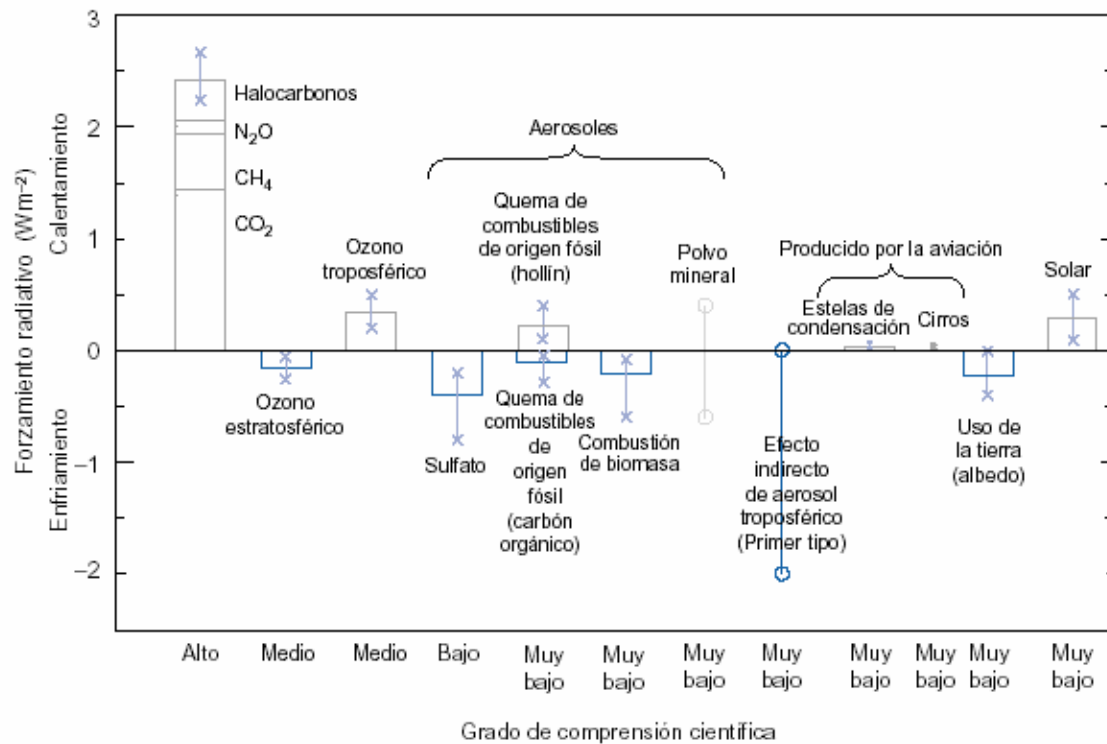 3
2
1
0
–1
–2
Forzamiento radiativo (Wm⁻²)
Calentamiento
Enfriamiento
Halocarbonos
N₂O
CH₄
CO₂
Ozono
estratosférico
Ozono
troposférico
Aerosoles
Sulfato
Quema de
combustibles
de origen fósil
(hollín)
Quema de
combustibles
de
origen
fósil
(carbón
orgánico)
Combustión
de biomasa
Polvo
mineral
Efecto
indirecto
de aerosol
troposférico
(Primer tipo)
Producido por la aviación
Estelas de
condensación
Cirros
Uso de
la tierra
(albedo)
Solar
Alto
Medio
Medio
Bajo
Muy
bajo
Muy
bajo
Muy
bajo
Muy
bajo
Muy
bajo
Muy
bajo
Muy
bajo
Muy
bajo
Grado de comprensión científica